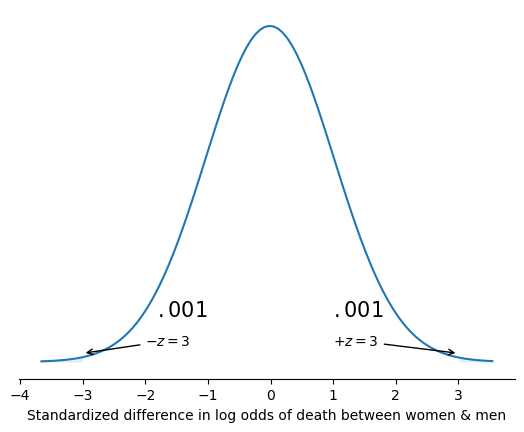 .001 .001
−z = 3 +z = 3
−4 −3 −2 −1 0 1 2 3
Standardized difference in log odds of death between women & men